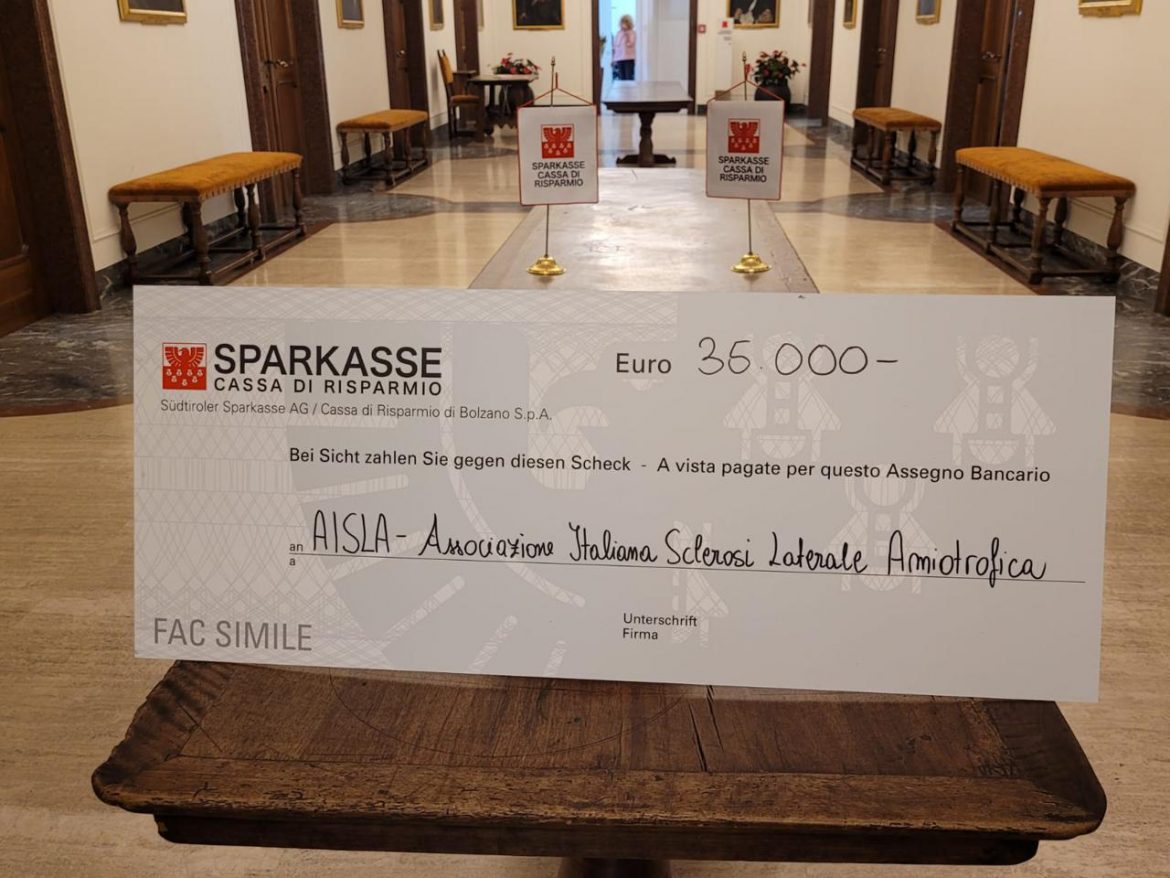 SPARKASSE
CASSA DI
RISPARMIO
SPARKASSE
CASSA DI
RISPARMIO
SPARKASSE
CASSA DI RISPARMIO
Südtiroler Sparkasse AG / Cassa di Risparmio di Bolzano S.p.A.
Euro 36.000-
Bei Sicht zahlen Sie gegen diesen Scheck - A vista pagate per questo Assegno Bancario
an AISLA- Associazione Italiana Sclerosi Laterale Amiotrofica
a
Unterschrift
Firma
FAC SIMILE